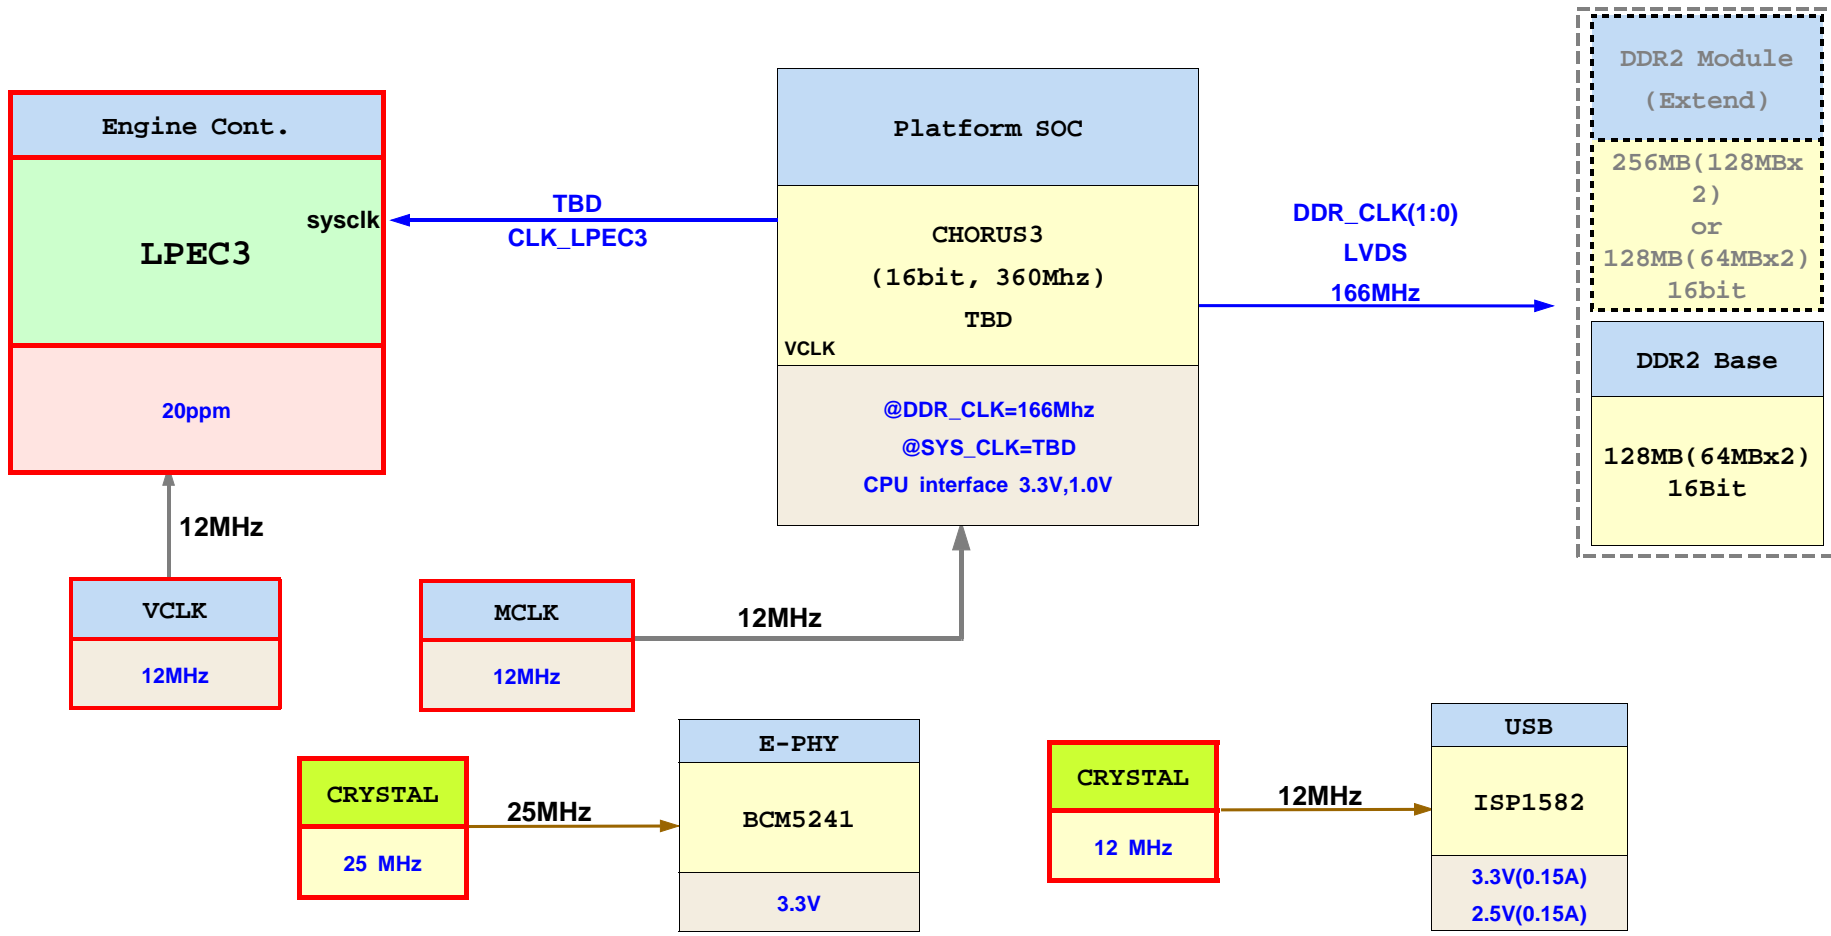 Engine Cont.
LPEC3
sysclk
20ppm
12MHz
VCLK
12MHz
TBD
CLK_LPEC3
Platform SOC
CHORUS3
(16bit, 360Mhz)
TBD
VCLK
@DDR_CLK=166Mhz
@SYS_CLK=TBD
CPU interface 3.3V,1.0V
DDR_CLK(1:0)
LVDS
166MHz
DDR2 Module
(Extend)
256MB(128MBx
2)
or
128MB(64MBx2)
16bit
DDR2 Base
128MB(64MBx2)
16Bit
MCLK
12MHz
12MHz
CRYSTAL
25 MHz
25MHz
E-PHY
BCM5241
3.3V
CRYSTAL
12 MHz
12MHz
USB
ISP1582
3.3V(0.15A)
2.5V(0.15A)